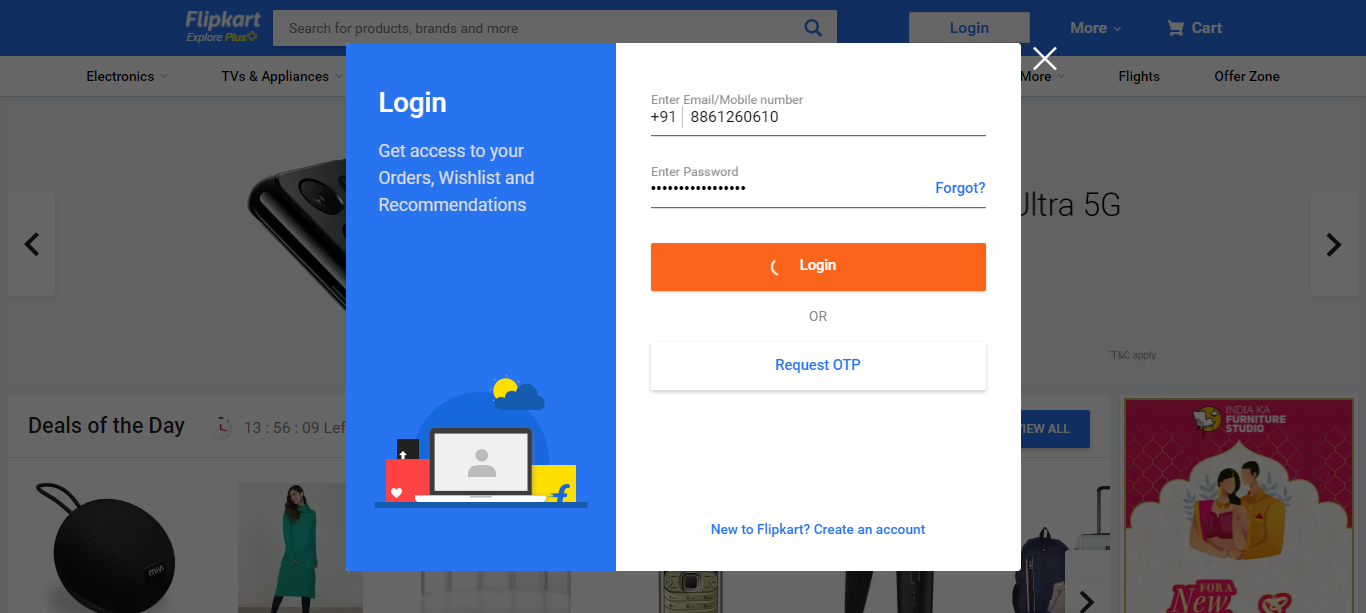 Flipkart
Explore Plus
Search for products, brands and more
Login
More
Cart
Electronics
TVs & Appliances
More
Flights
Offer Zone
Login
Get access to your
Orders, Wishlist and
Recommendations
Enter Email/Mobile number
+91 8861260610
Enter Password
•••••••••••••••••
Forgot?
Login
OR
Request OTP
New to Flipkart? Create an account
Ultra 5G
*T&C apply.
Deals of the Day
13 : 56 : 09 Lef
VIEW ALL
INDIA KA
FURNITURE
STUDIO
mivi
FOR A
New